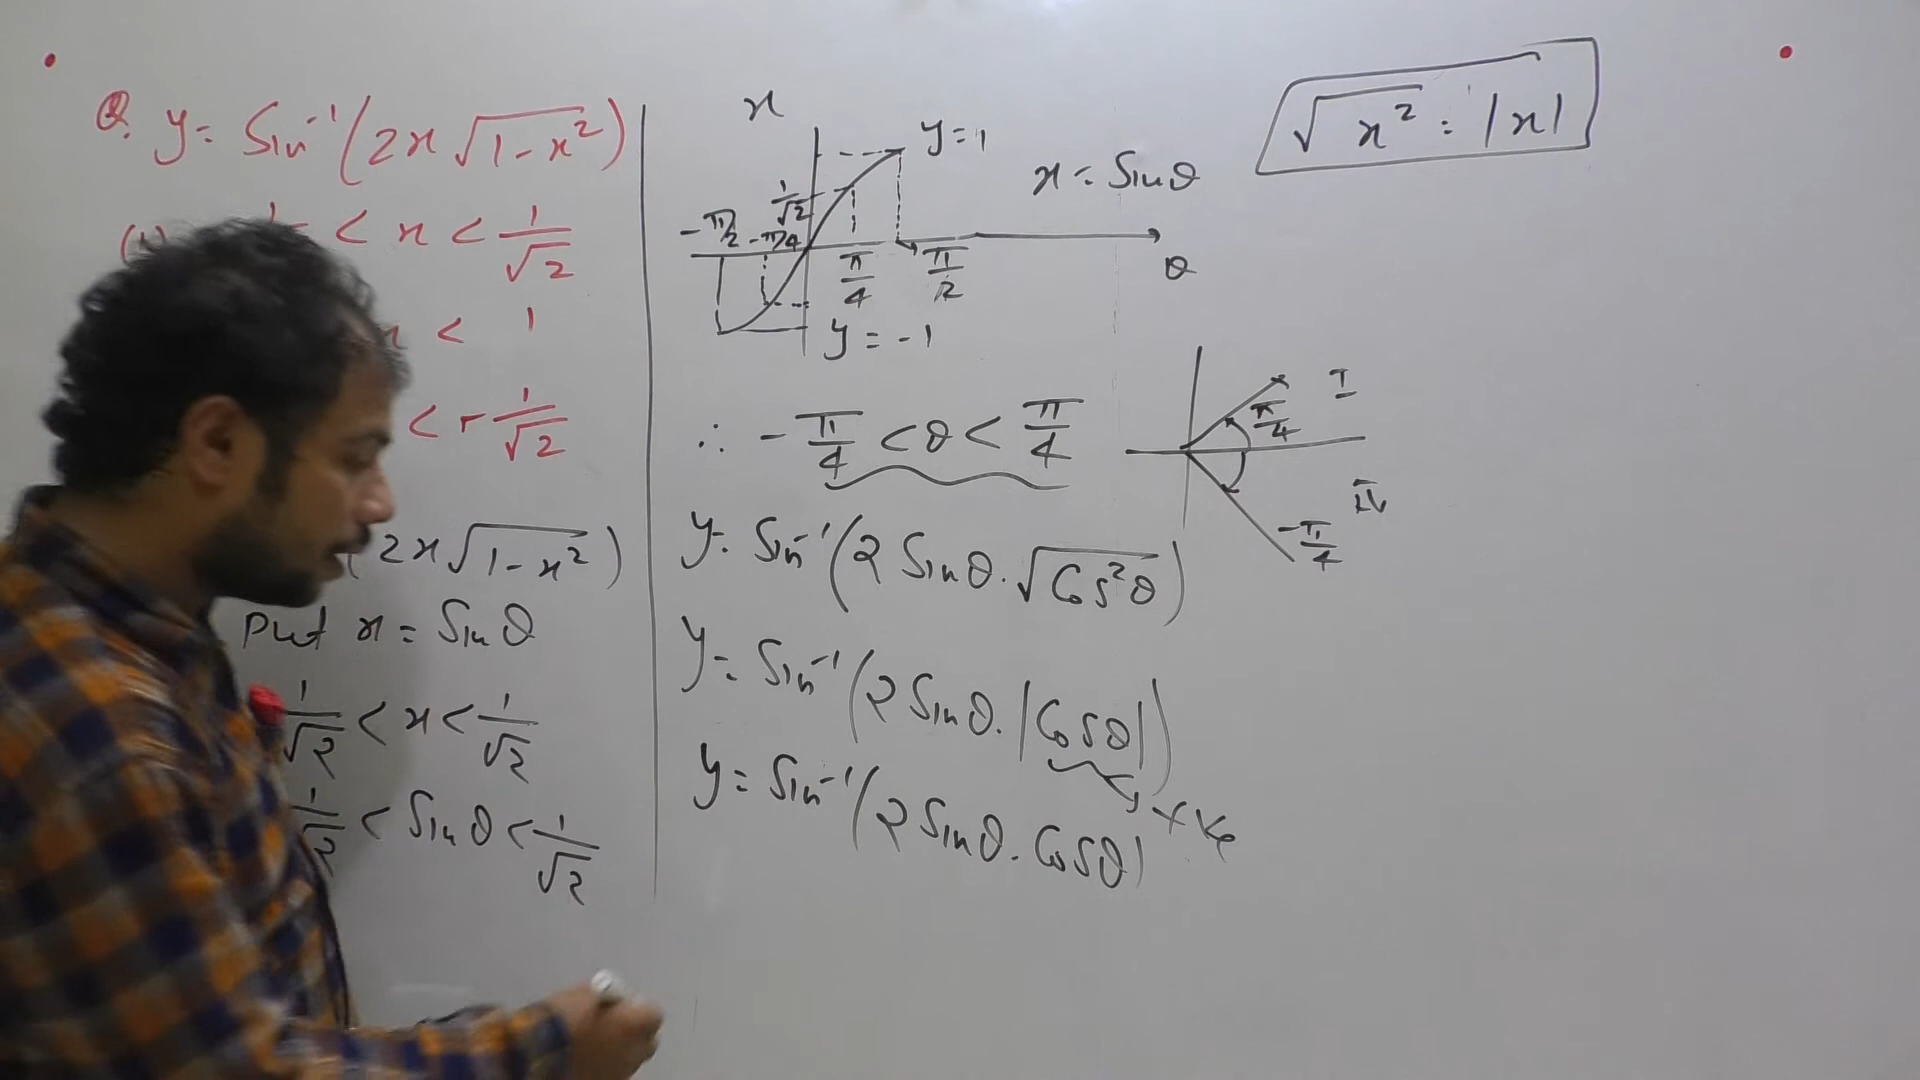 Q. y = Sin⁻¹(2x√(1-x²))
< x < 1/√2
x < 1
< -1/√2
(2x√(1-x²))
Put x = Sinθ
1/√2 < x < 1/√2
1/√2 < Sinθ < 1/√2
x
y=1
x = Sinθ
1/√2
-π/2 -π/4
π/4 π/2 θ
y = -1
∴ -π/4 < θ < π/4
y = Sin⁻¹(2 Sinθ . √(Cos²θ))
y = Sin⁻¹(2 Sinθ . |Cosθ|)
+ve
y = Sin⁻¹(2 Sinθ . Cosθ)
√x² = |x|
I
π/4
IV
-π/4